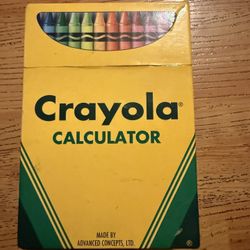 Crayola®
CALCULATOR
MADE BY
ADVANCED CONCEPTS, LTD.
®